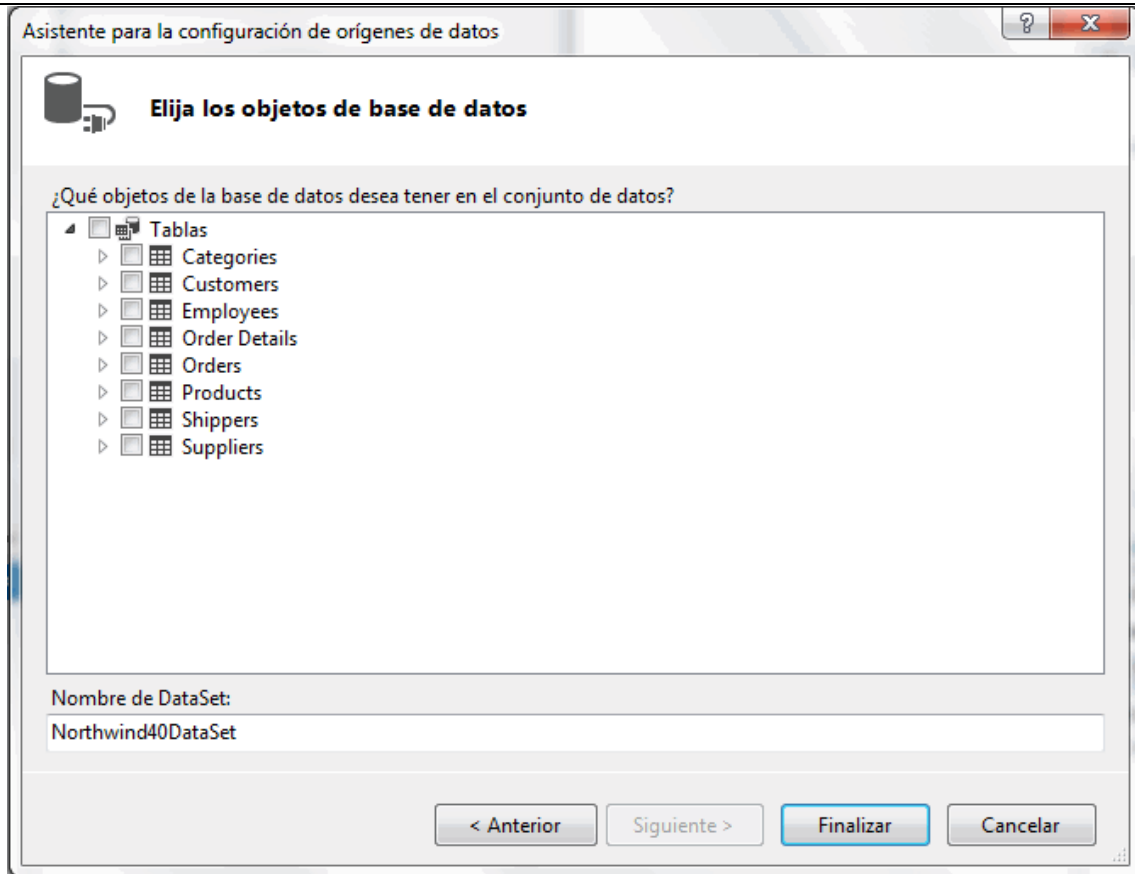 Asistente para la configuración de orígenes de datos
Elija los objetos de base de datos
¿Qué objetos de la base de datos desea tener en el conjunto de datos?
Tablas
Categories
Customers
Employees
Order Details
Orders
Products
Shippers
Suppliers
Nombre de DataSet:
Northwind40DataSet
< Anterior Siguiente > Finalizar Cancelar